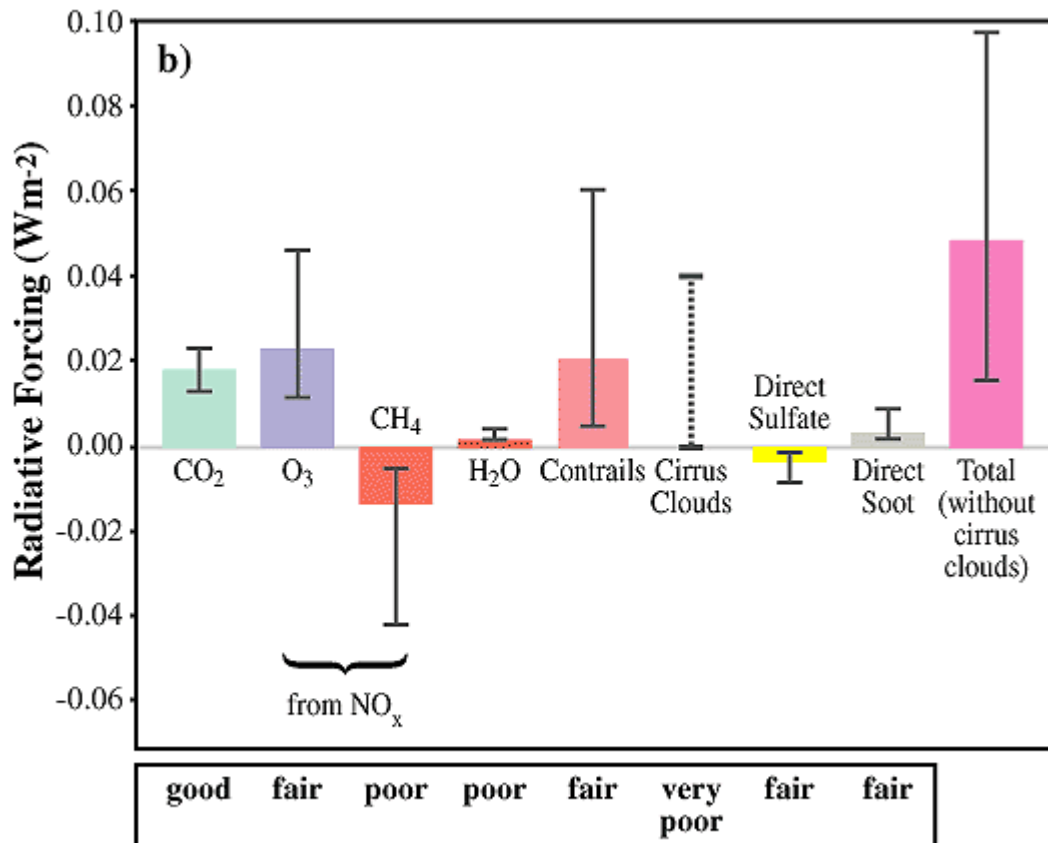 b)
Radiative Forcing (Wm-2)
0.10
0.08
0.06
0.04
0.02
0.00
-0.02
-0.04
-0.06
CO2
O3
CH4
H2O
Contrails
Cirrus
Clouds
Direct
Sulfate
Direct
Soot
Total
(without
cirrus
clouds)
from NOx
good fair poor poor fair very poor fair fair